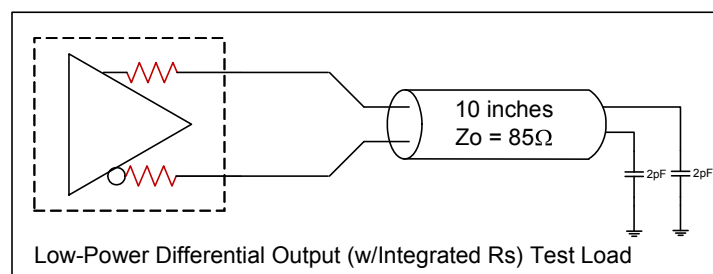 10 inches
Zo = 85Ω
2pF 2pF
Low-Power Differential Output (w/Integrated Rs) Test Load